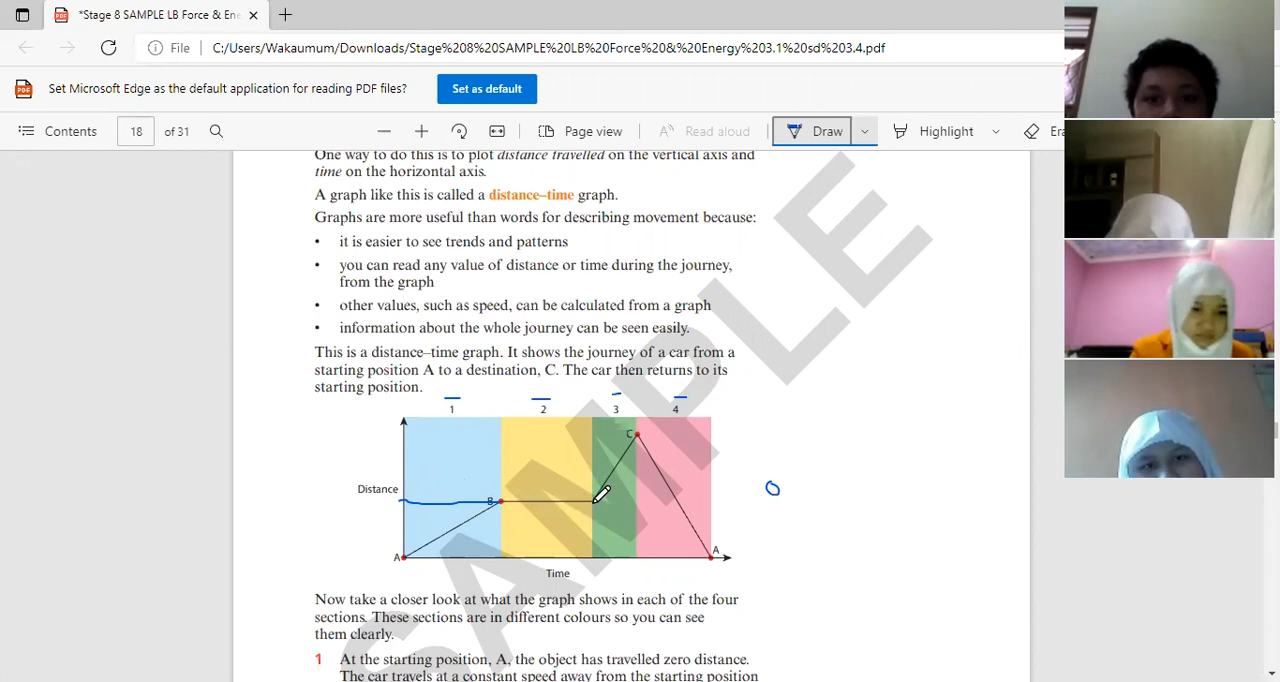 *Stage 8 SAMPLE LB Force & Ene
File C:/Users/Wakaumum/Downloads/Stage%208%20SAMPLE%20LB%20Force%20&%20Energy%203.1%20sd%203.4.pdf
Set Microsoft Edge as the default application for reading PDF files? Set as default
Contents 18 of 31 Page view Read aloud Draw Highlight Era
One way to do this is to plot distance travelled on the vertical axis and
time on the horizontal axis.
A graph like this is called a distance–time graph.
Graphs are more useful than words for describing movement because:
• it is easier to see trends and patterns
• you can read any value of distance or time during the journey,
from the graph
• other values, such as speed, can be calculated from a graph
• information about the whole journey can be seen easily.
This is a distance–time graph. It shows the journey of a car from a
starting position A to a destination, C. The car then returns to its
starting position.
1 2 3 4
C
Distance
B
A A
Time
Now take a closer look at what the graph shows in each of the four
sections. These sections are in different colours so you can see
them clearly.
1 At the starting position, A, the object has travelled zero distance.
The car travels at a constant speed away from the starting position
SAMPLE
SAMPLE